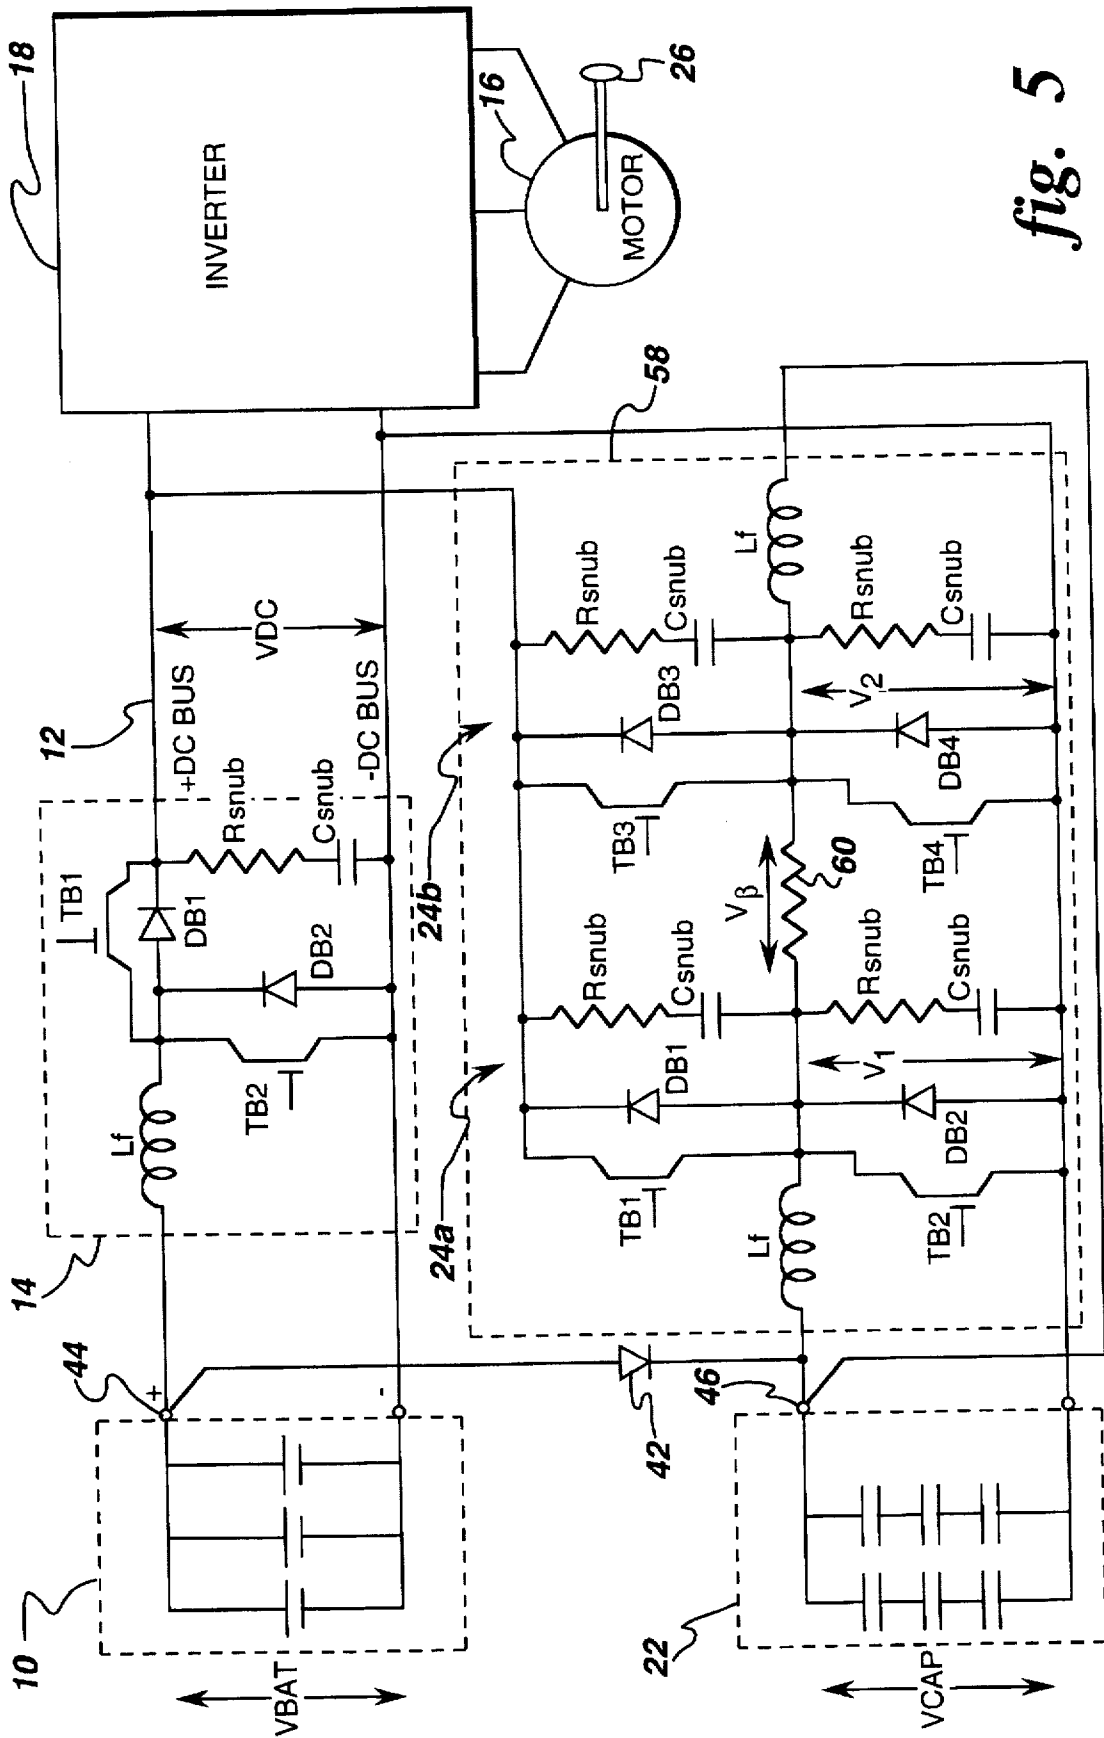 10
VBAT
44
+
-
14
Lf
TB1
DB1
TB2
DB2
Rsnub
Csnub
12
+DC BUS
-DC BUS
VDC
18
INVERTER
16
MOTOR
26
22
VCAP
46
42
24a
24b
58
Lf
TB1
DB1
Rsnub
Csnub
TB2
DB2
V1
Rsnub
Csnub
Vβ
60
TB3
DB3
Rsnub
Csnub
TB4
DB4
V2
Rsnub
Csnub
Lf
fig. 5